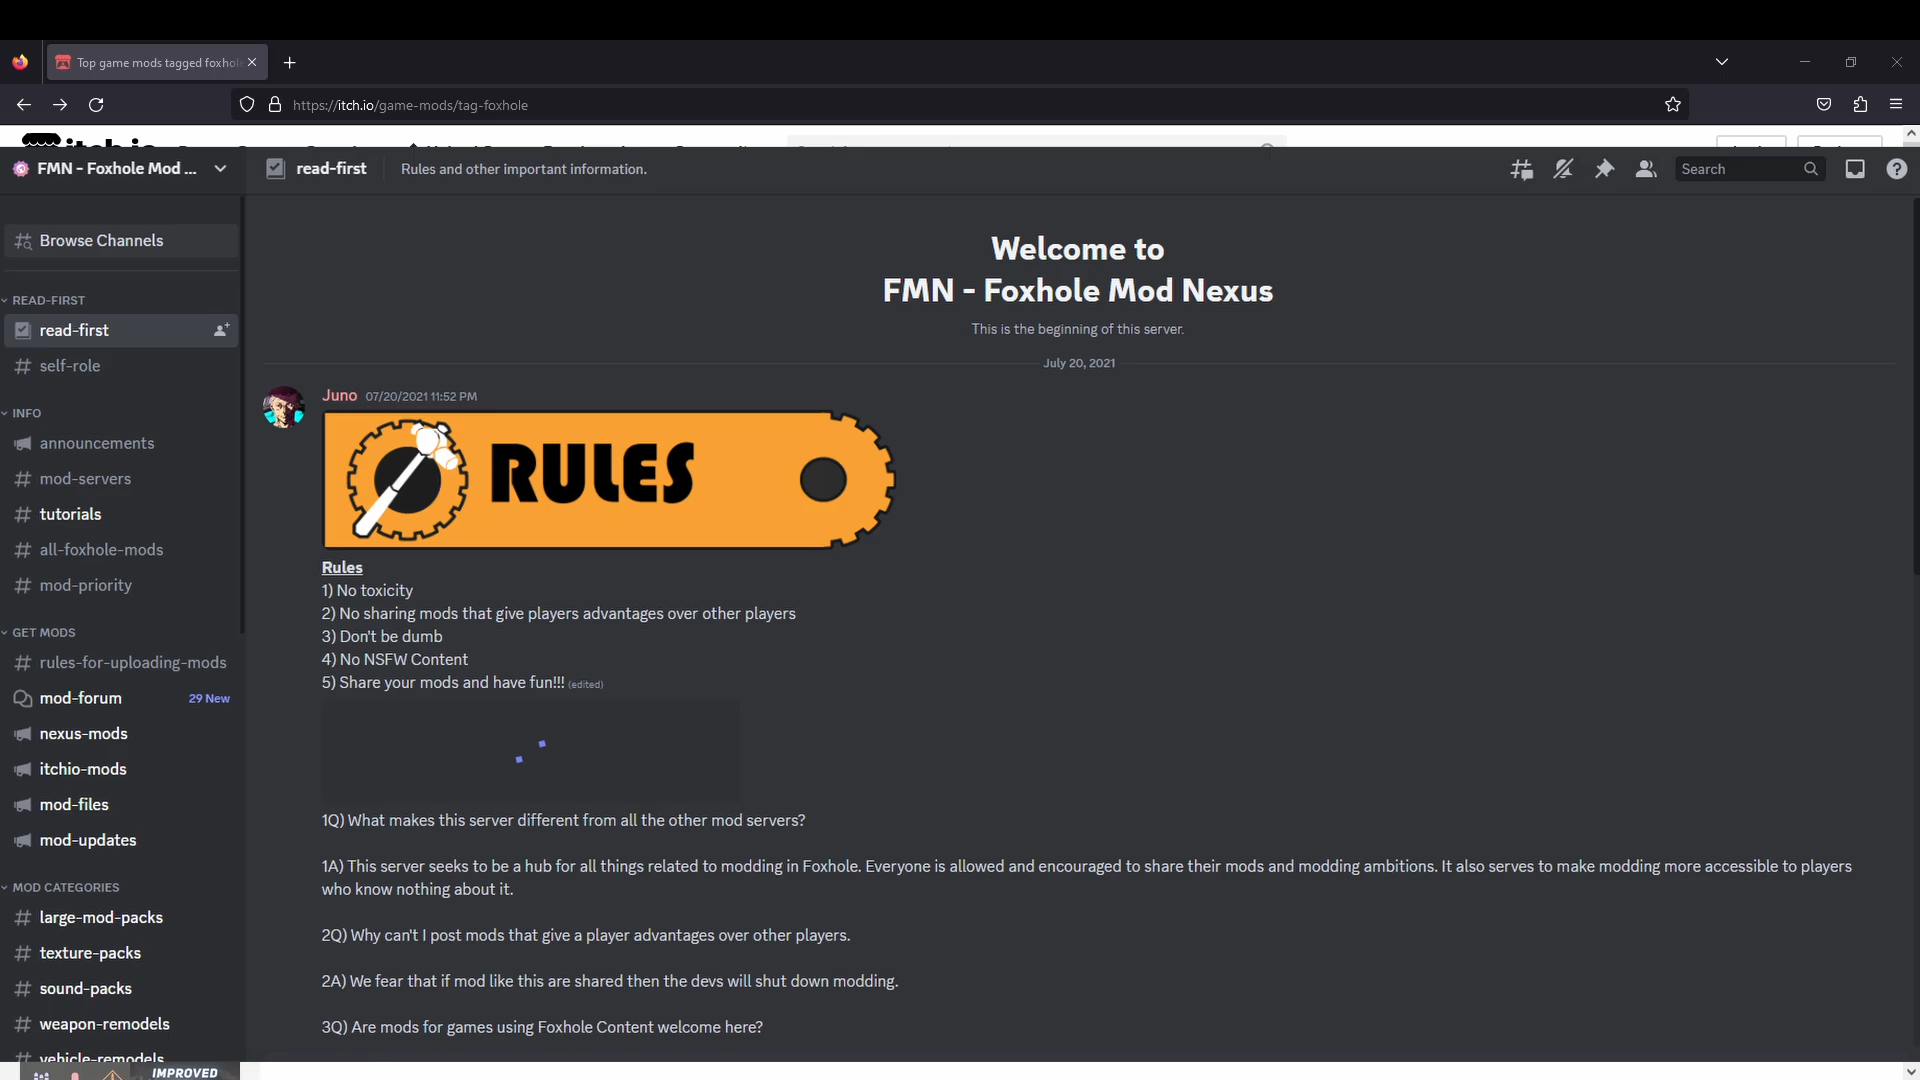 Top game mods tagged foxhole
https://itch.io/game-mods/tag-foxhole
FMN - Foxhole Mod ...
read-first
Rules and other important information.
Search
Browse Channels
READ-FIRST
read-first
self-role
INFO
announcements
mod-servers
tutorials
all-foxhole-mods
mod-priority
GET MODS
rules-for-uploading-mods
mod-forum
29 New
nexus-mods
itchio-mods
mod-files
mod-updates
MOD CATEGORIES
large-mod-packs
texture-packs
sound-packs
weapon-remodels
vehicle-remodels
IMPROVED
Welcome to
FMN - Foxhole Mod Nexus
This is the beginning of this server.
July 20, 2021
Juno 07/20/2021 11:52 PM
RULES
Rules
1) No toxicity
2) No sharing mods that give players advantages over other players
3) Don't be dumb
4) No NSFW Content
5) Share your mods and have fun!!! (edited)
1Q) What makes this server different from all the other mod servers?
1A) This server seeks to be a hub for all things related to modding in Foxhole. Everyone is allowed and encouraged to share their mods and modding ambitions. It also serves to make modding more accessible to players
who know nothing about it.
2Q) Why can't I post mods that give a player advantages over other players.
2A) We fear that if mod like this are shared then the devs will shut down modding.
3Q) Are mods for games using Foxhole Content welcome here?